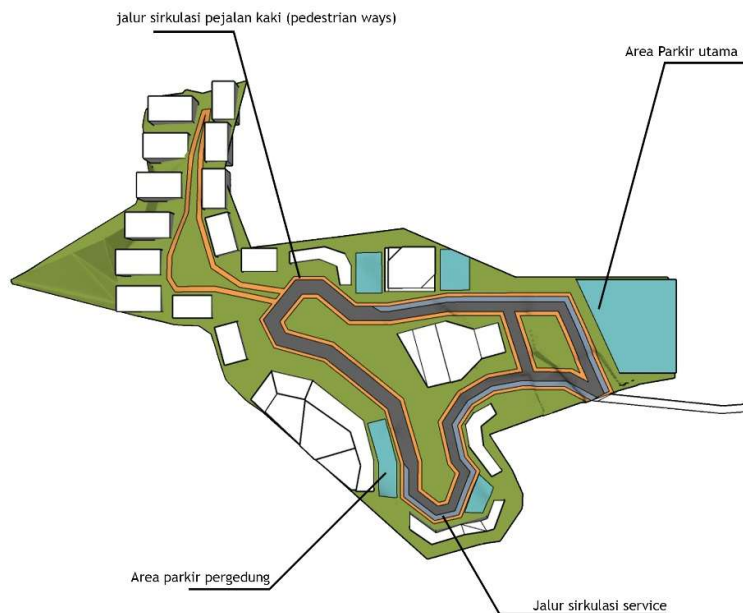 jalur sirkulasi pejalan kaki (pedestrian ways)
Area Parkir utama
Area parkir pergedung
Jalur sirkulasi service